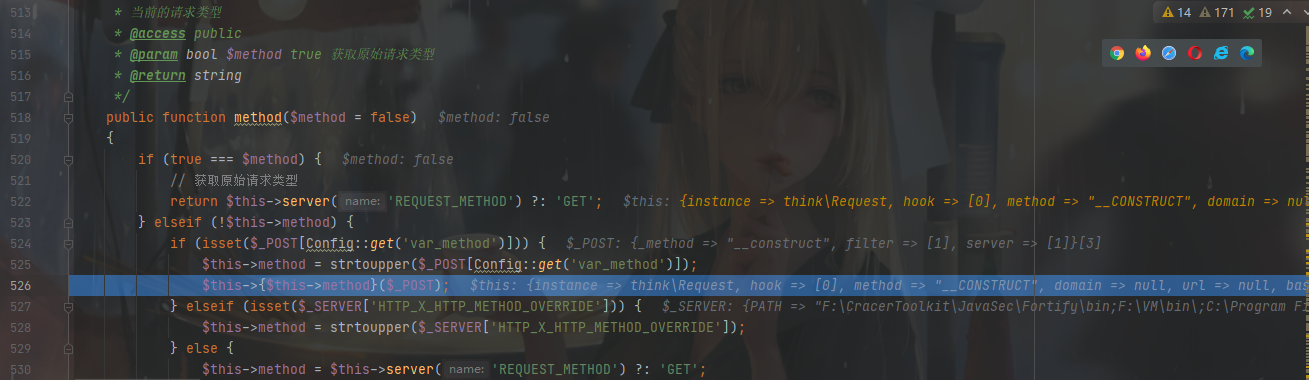 513 * 当前的请求类型
14 171 19
514 * @access public
515 * @param bool $method true 获取原始请求类型
516 * @return string
517 */
518 public function method($method = false) $method: false
519 {
520 if (true === $method) { $method: false
521 // 获取原始请求类型
522 return $this->server( name: 'REQUEST_METHOD') ?: 'GET'; $this: {instance => think\Request, hook => [0], method => "__CONSTRUCT", domain => nul
523 } elseif (!$this->method) {
524 if (isset($_POST[Config::get('var_method')])) { $_POST: {_method => "__construct", filter => [1], server => [1]}[3]
525 $this->method = strtoupper($_POST[Config::get('var_method')]);
526 $this->{$this->method}($_POST); $this: {instance => think\Request, hook => [0], method => "__CONSTRUCT", domain => null, url => null, bas
527 } elseif (isset($_SERVER['HTTP_X_HTTP_METHOD_OVERRIDE'])) { $_SERVER: {PATH => "F:\CracerToolkit\JavaSec\Fortify\bin;F:\VM\bin\;C:\Program Fi
528 $this->method = strtoupper($_SERVER['HTTP_X_HTTP_METHOD_OVERRIDE']);
529 } else {
530 $this->method = $this->server( name: 'REQUEST_METHOD') ?: 'GET';